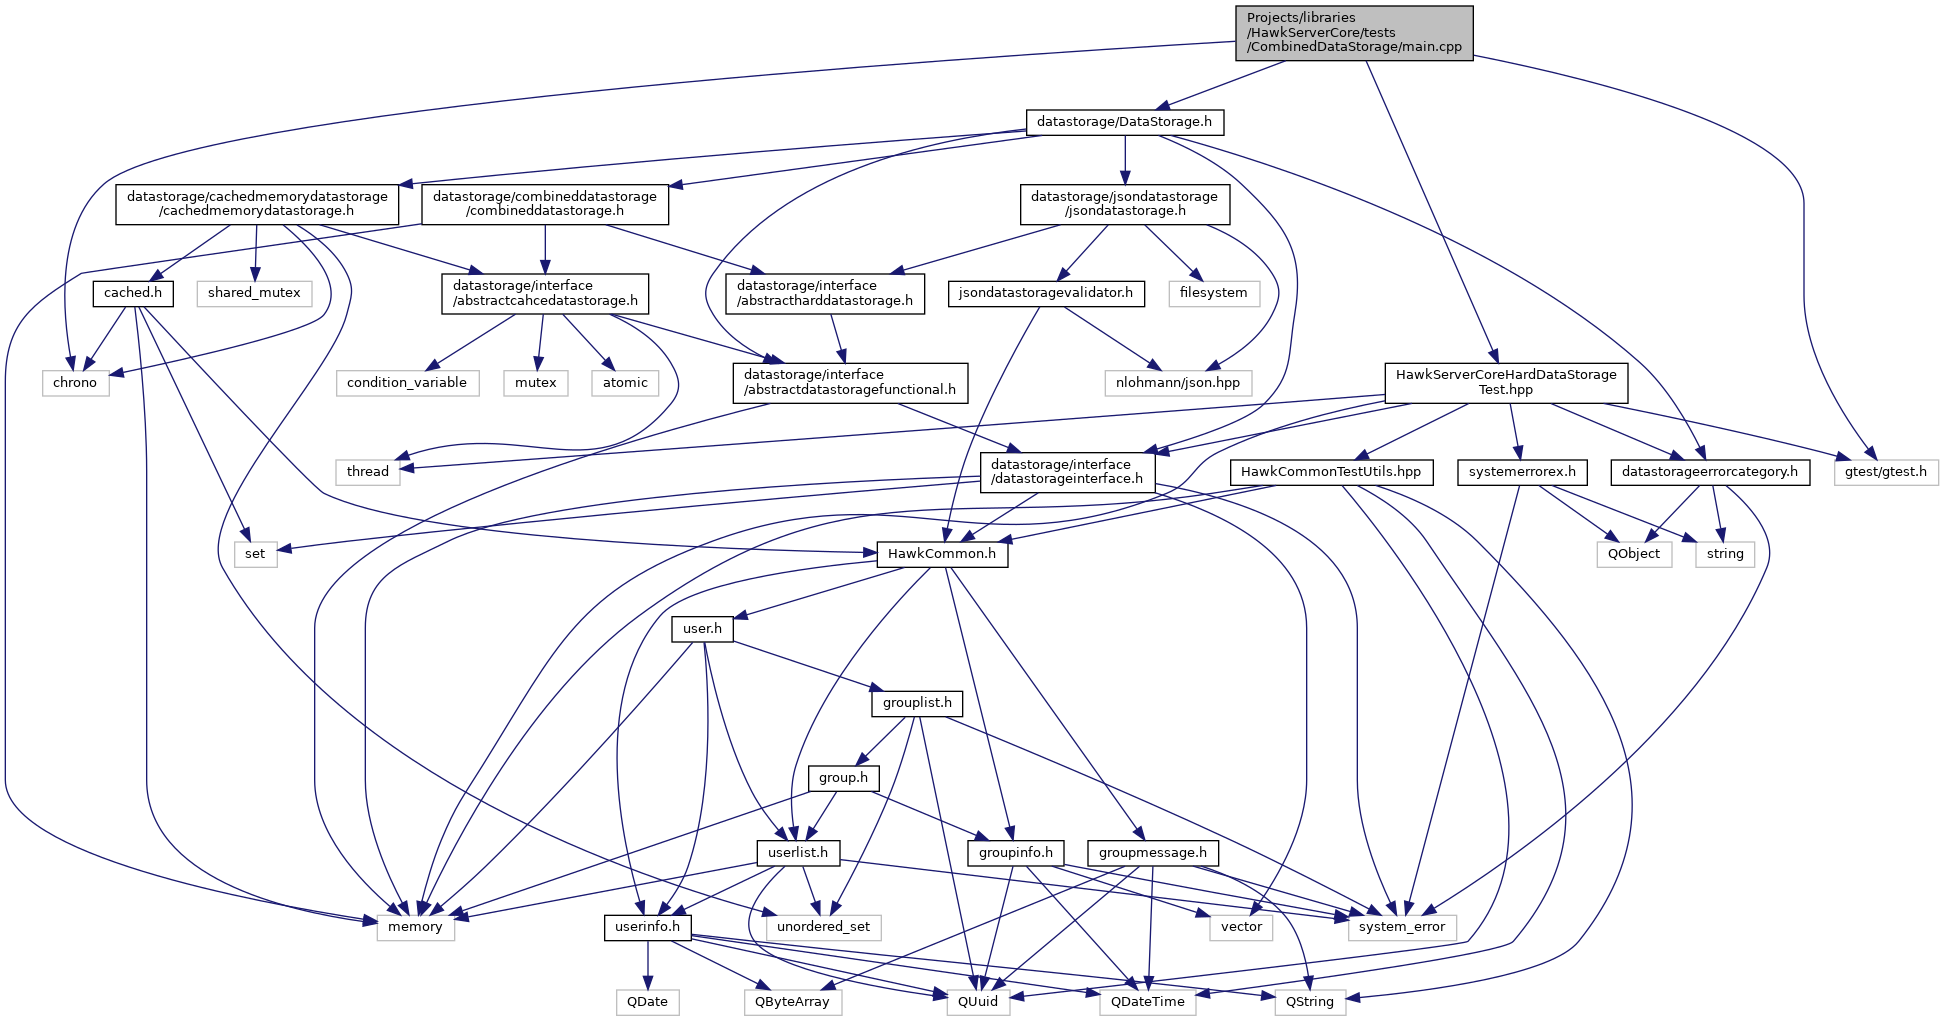 Projects/libraries
/HawkServerCore/tests
/CombinedDataStorage/main.cpp
datastorage/DataStorage.h
datastorage/cachedmemorydatastorage
/cachedmemorydatastorage.h
datastorage/combineddatastorage
/combineddatastorage.h
datastorage/jsondatastorage
/jsondatastorage.h
cached.h
shared_mutex
datastorage/interface
/abstractcahcedatastorage.h
datastorage/interface
/abstractharddatastorage.h
jsondatastoragevalidator.h
filesystem
chrono
condition_variable
mutex
atomic
datastorage/interface
/abstractdatastoragefunctional.h
nlohmann/json.hpp
HawkServerCoreHardDataStorage
Test.hpp
thread
datastorage/interface
/datastorageinterface.h
HawkCommonTestUtils.hpp
systemerrorex.h
datastorageerrorcategory.h
gtest/gtest.h
set
HawkCommon.h
QObject
string
user.h
grouplist.h
group.h
userlist.h
groupinfo.h
groupmessage.h
memory
userinfo.h
unordered_set
vector
system_error
QDate
QByteArray
QUuid
QDateTime
QString